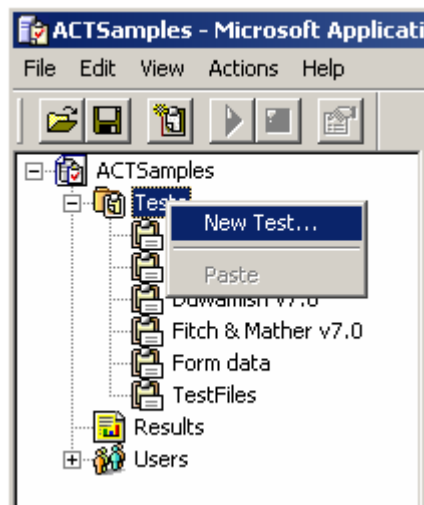 ACTSamples - Microsoft Applicati
File Edit View Actions Help
ACTSamples
Tests
New Test...
Paste
Duwamish v7.0
Fitch & Mather v7.0
Form data
TestFiles
Results
Users